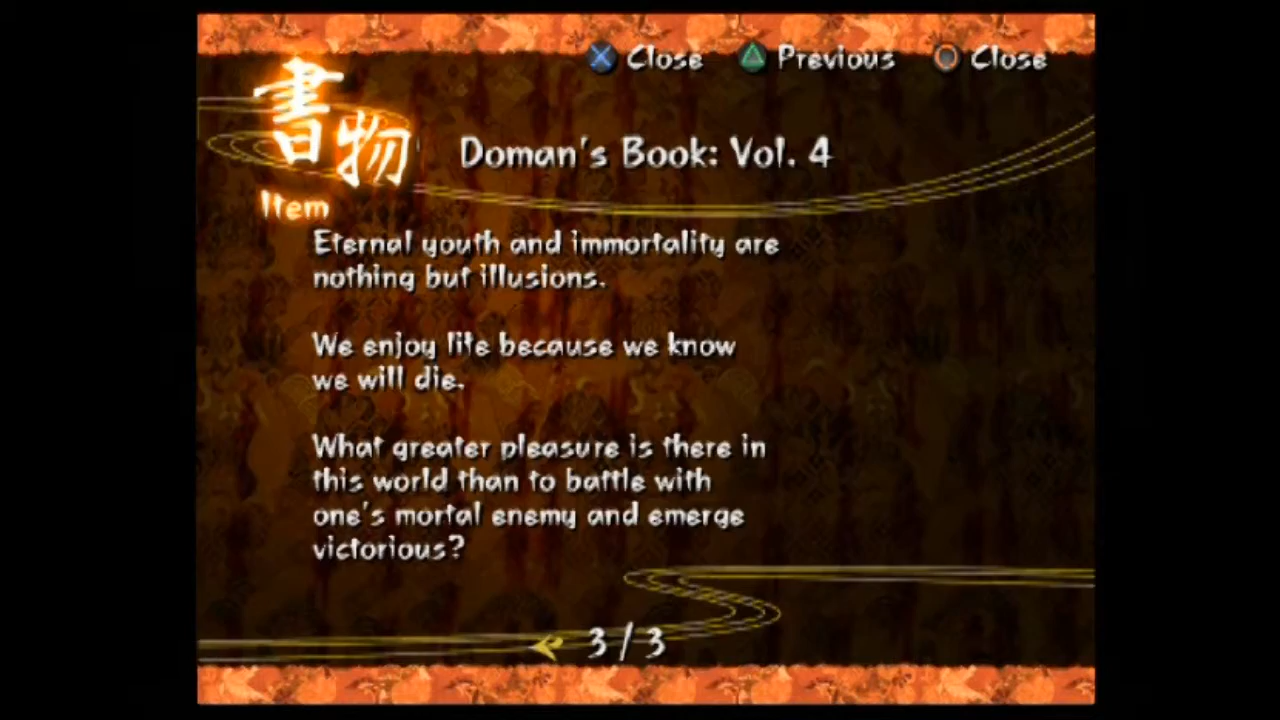 Close Previous Close
書物
Item
Doman's Book: Vol. 4
Eternal youth and immortality are
nothing but illusions.
We enjoy life because we know
we will die.
What greater pleasure is there in
this world than to battle with
one's mortal enemy and emerge
victorious?
3/3